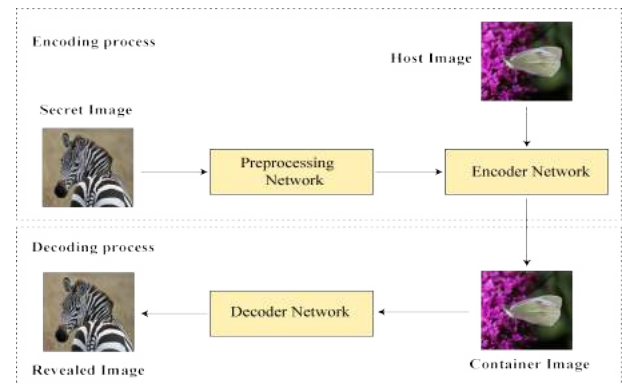 Encoding process
Host Image
Secret Image
Preprocessing
Network
Encoder Network
Decoding process
Decoder Network
Revealed Image
Container Image